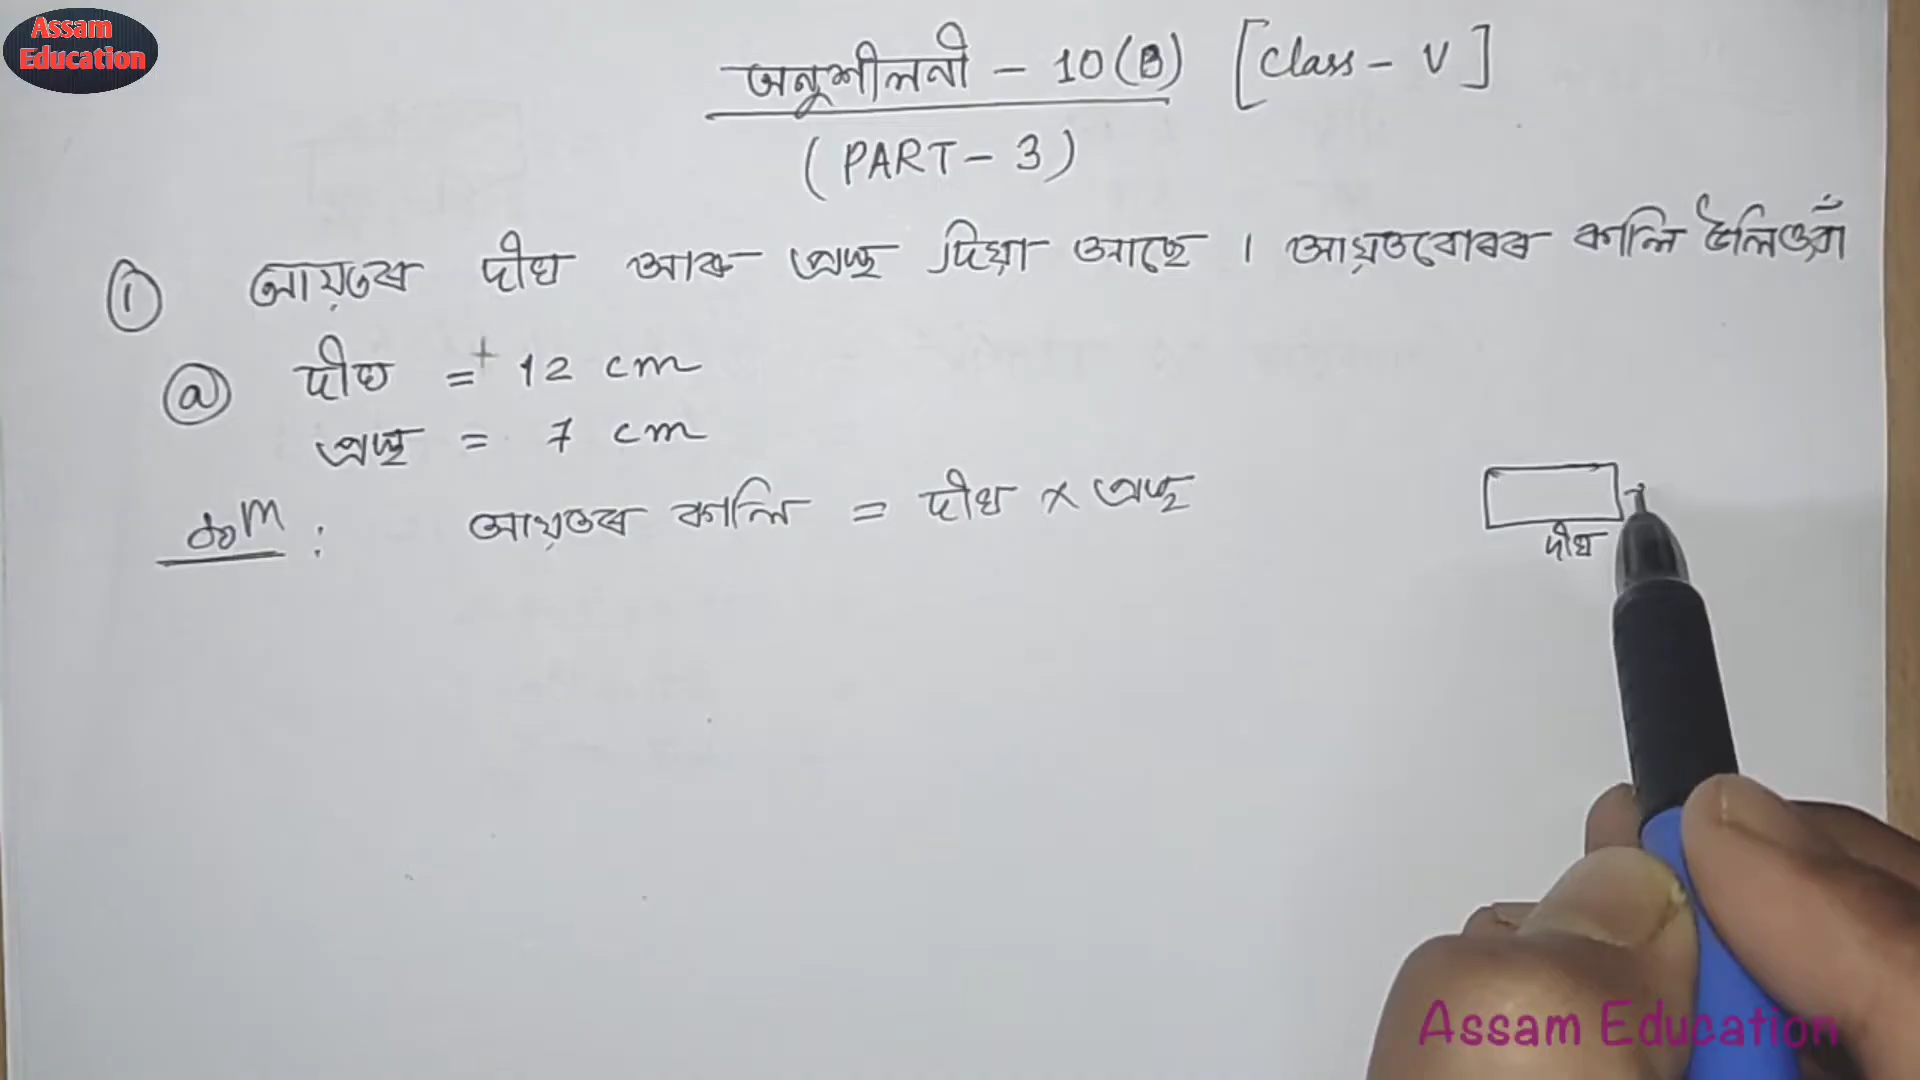 Assam
Education
অনুশীলনী - 10 (B) [Class - V]
(PART - 3)
① আয়তৰ দীঘ আৰু প্ৰস্থ দিয়া আছে । আয়তবোৰৰ কালি উলিওৱাঁ
ⓐ দীঘ = 12 cm
প্ৰস্থ = 7 cm
solⁿ : আয়তৰ কালি = দীঘ × প্ৰস্থ
দীঘ
Assam Education